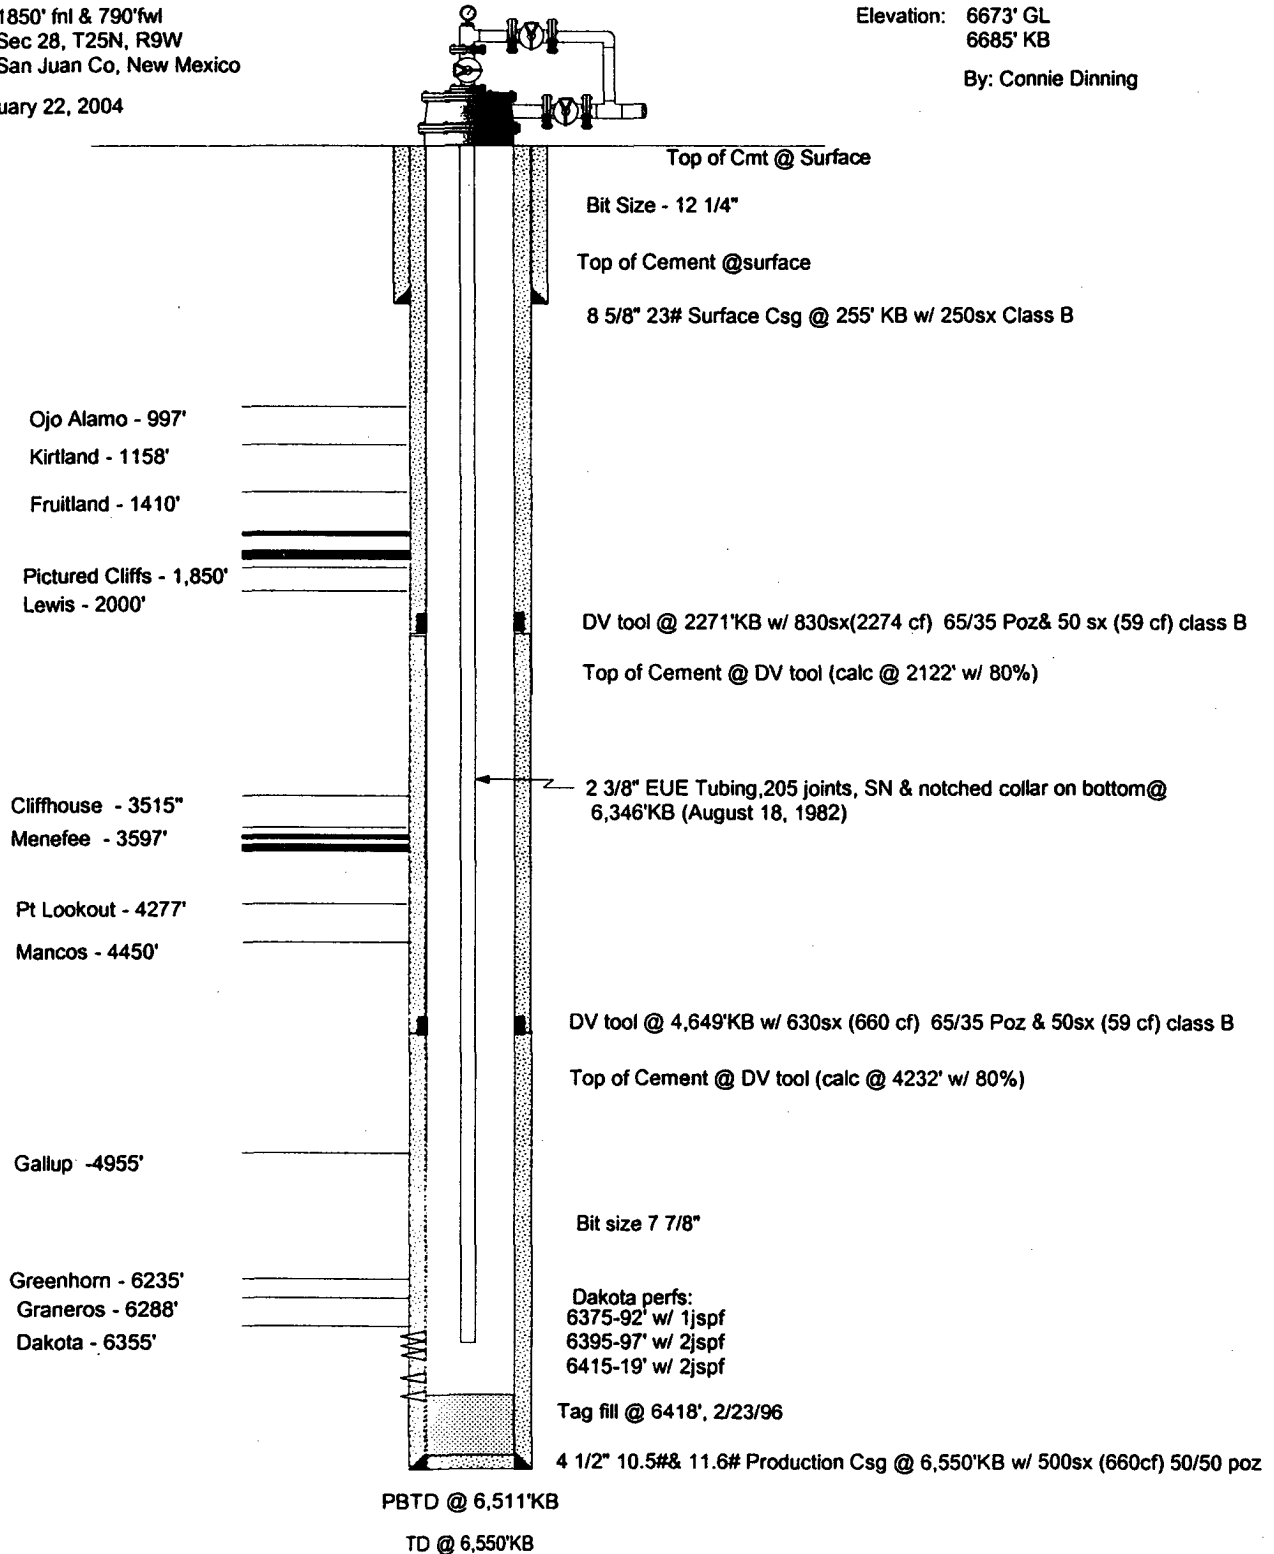 1850' fnl & 790'fwl
Sec 28, T25N, R9W
San Juan Co, New Mexico
uary 22, 2004
Elevation: 6673' GL
6685' KB
By: Connie Dinning
Top of Cmt @ Surface
Bit Size - 12 1/4"
Top of Cement @surface
8 5/8" 23# Surface Csg @ 255' KB w/ 250sx Class B
Ojo Alamo - 997'
Kirtland - 1158'
Fruitland - 1410'
Pictured Cliffs - 1,850'
Lewis - 2000'
DV tool @ 2271'KB w/ 830sx(2274 cf) 65/35 Poz& 50 sx (59 cf) class B
Top of Cement @ DV tool (calc @ 2122' w/ 80%)
2 3/8" EUE Tubing,205 joints, SN & notched collar on bottom@
6,346'KB (August 18, 1982)
Cliffhouse - 3515"
Menefee - 3597'
Pt Lookout - 4277'
Mancos - 4450'
DV tool @ 4,649'KB w/ 630sx (660 cf) 65/35 Poz & 50sx (59 cf) class B
Top of Cement @ DV tool (calc @ 4232' w/ 80%)
Gallup -4955'
Bit size 7 7/8"
Greenhorn - 6235'
Graneros - 6288'
Dakota - 6355'
Dakota perfs:
6375-92' w/ 1jspf
6395-97' w/ 2jspf
6415-19' w/ 2jspf
Tag fill @ 6418', 2/23/96
4 1/2" 10.5#& 11.6# Production Csg @ 6,550'KB w/ 500sx (660cf) 50/50 poz
PBTD @ 6,511'KB
TD @ 6,550'KB